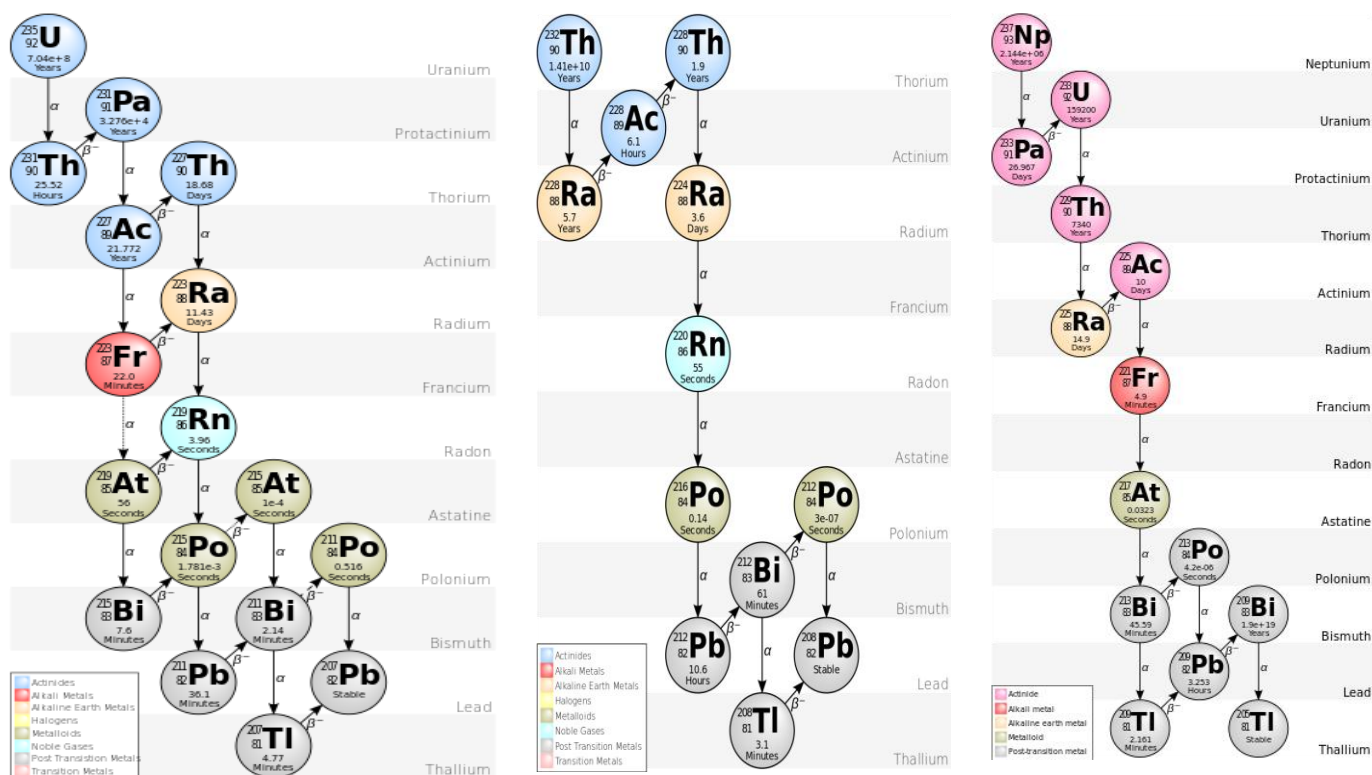 235
92 U
7.04e+8
Years
Uranium
α
231
91 Pa
3.276e+4
Years
β−
Protactinium
231
90 Th
25.52
Hours
α
227
90 Th
18.68
Days
Thorium
227
89 Ac
21.772
Years
β−
α
Actinium
α
223
88 Ra
11.43
Days
Radium
223
87 Fr
22.0
Minutes
β−
α
Francium
α
219
86 Rn
3.96
Seconds
Radon
219
85 At
56
Seconds
β−
α
215
85 At
1e-4
Seconds
Astatine
α
215
84 Po
1.781e-3
Seconds
β−
α
211
84 Po
0.516
Seconds
Polonium
215
83 Bi
7.6
Minutes
β−
α
211
83 Bi
2.14
Minutes
β−
α
Bismuth
211
82 Pb
36.1
Minutes
β−
α
207
82 Pb
Stable
Lead
207
81 Tl
4.77
Minutes
β−
Thallium
Actinides
Alkali Metals
Alkaline Earth Metals
Halogens
Metalloids
Noble Gases
Post Transition Metals
Transition Metals
232
90 Th
1.41e+10
Years
228
90 Th
1.9
Years
Thorium
α
228
89 Ac
6.1
Hours
β−
α
Actinium
228
88 Ra
5.7
Years
β−
224
88 Ra
3.6
Days
Radium
α
Francium
220
86 Rn
55
Seconds
Radon
α
Astatine
216
84 Po
0.14
Seconds
212
84 Po
3e-07
Seconds
Polonium
α
212
83 Bi
61
Minutes
β−
α
Bismuth
212
82 Pb
10.6
Hours
β−
α
208
82 Pb
Stable
Lead
208
81 Tl
3.1
Minutes
β−
Thallium
Actinides
Alkali Metals
Alkaline Earth Metals
Halogens
Metalloids
Noble Gases
Post Transition Metals
Transition Metals
237
93 Np
2.144e+06
Years
Neptunium
α
233
92 U
159200
Years
Uranium
233
91 Pa
26.967
Days
β−
α
Protactinium
229
90 Th
7340
Years
Thorium
α
225
89 Ac
10
Days
Actinium
225
88 Ra
14.9
Days
β−
α
Radium
221
87 Fr
4.9
Minutes
Francium
α
Radon
217
85 At
0.0323
Seconds
Astatine
α
213
84 Po
4.2e-06
Seconds
Polonium
213
83 Bi
45.59
Minutes
β−
α
209
83 Bi
1.9e+19
Years
Bismuth
α
209
82 Pb
3.253
Hours
β−
α
Lead
209
81 Tl
2.161
Minutes
β−
205
81 Tl
Stable
Thallium
Actinide
Alkali metal
Alkaline earth metal
Metalloid
Post-transition metal